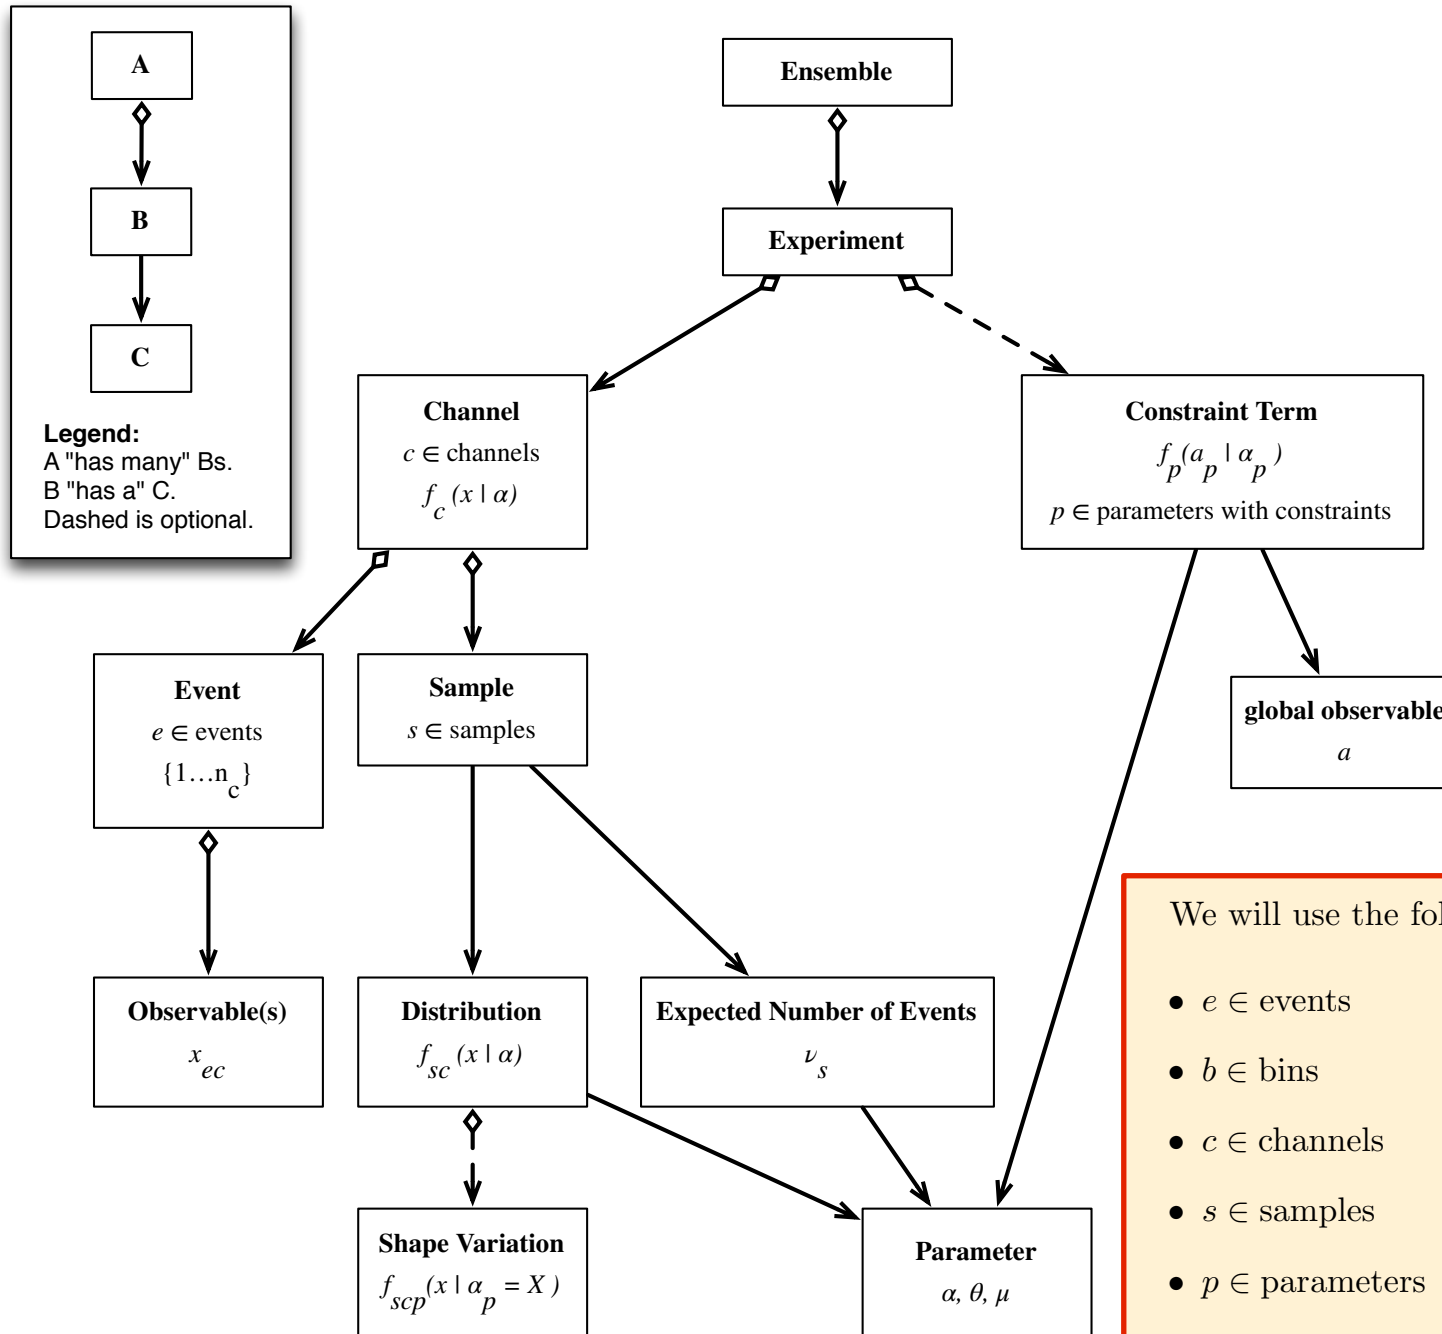 A
B
C
Legend:
A "has many" Bs.
B "has a" C.
Dashed is optional.
Ensemble
Experiment
Channel
c ∈ channels
f_c (x | α)
Constraint Term
f_p(a_p | α_p )
p ∈ parameters with constraints
Event
e ∈ events
{1…n_c}
Sample
s ∈ samples
global observable
a
Observable(s)
x_ec
Distribution
f_sc (x | α)
Expected Number of Events
ν_s
Shape Variation
f_scp(x | α_p = X )
Parameter
α, θ, μ
We will use the
• e ∈ events
• b ∈ bins
• c ∈ channels
• s ∈ samples
• p ∈ parameters